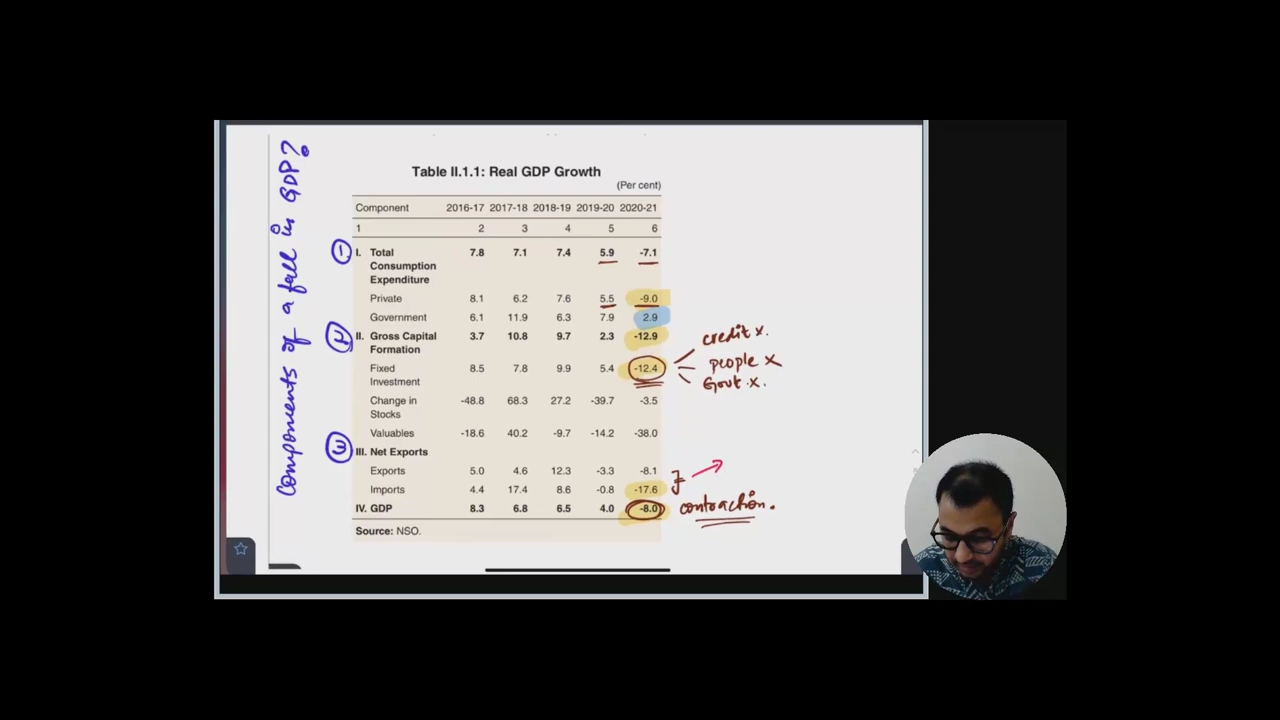 Components of a fall in GDP?
Table II.1.1: Real GDP Growth
(Per cent)
Component 2016-17 2017-18 2018-19 2019-20 2020-21
1 2 3 4 5 6
I. Total Consumption Expenditure 7.8 7.1 7.4 5.9 -7.1
Private 8.1 6.2 7.6 5.5 -9.0
Government 6.1 11.9 6.3 7.9 2.9
II. Gross Capital Formation 3.7 10.8 9.7 2.3 -12.9
credit x.
Fixed Investment 8.5 7.8 9.9 5.4 -12.4
people x
Govt x.
Change in Stocks -48.8 68.3 27.2 -39.7 -3.5
Valuables -18.6 40.2 -9.7 -14.2 -38.0
III. Net Exports
Exports 5.0 4.6 12.3 -3.3 -8.1
Imports 4.4 17.4 8.6 -0.8 -17.6
IV. GDP 8.3 6.8 6.5 4.0 -8.0 contraction.
Source: NSO.